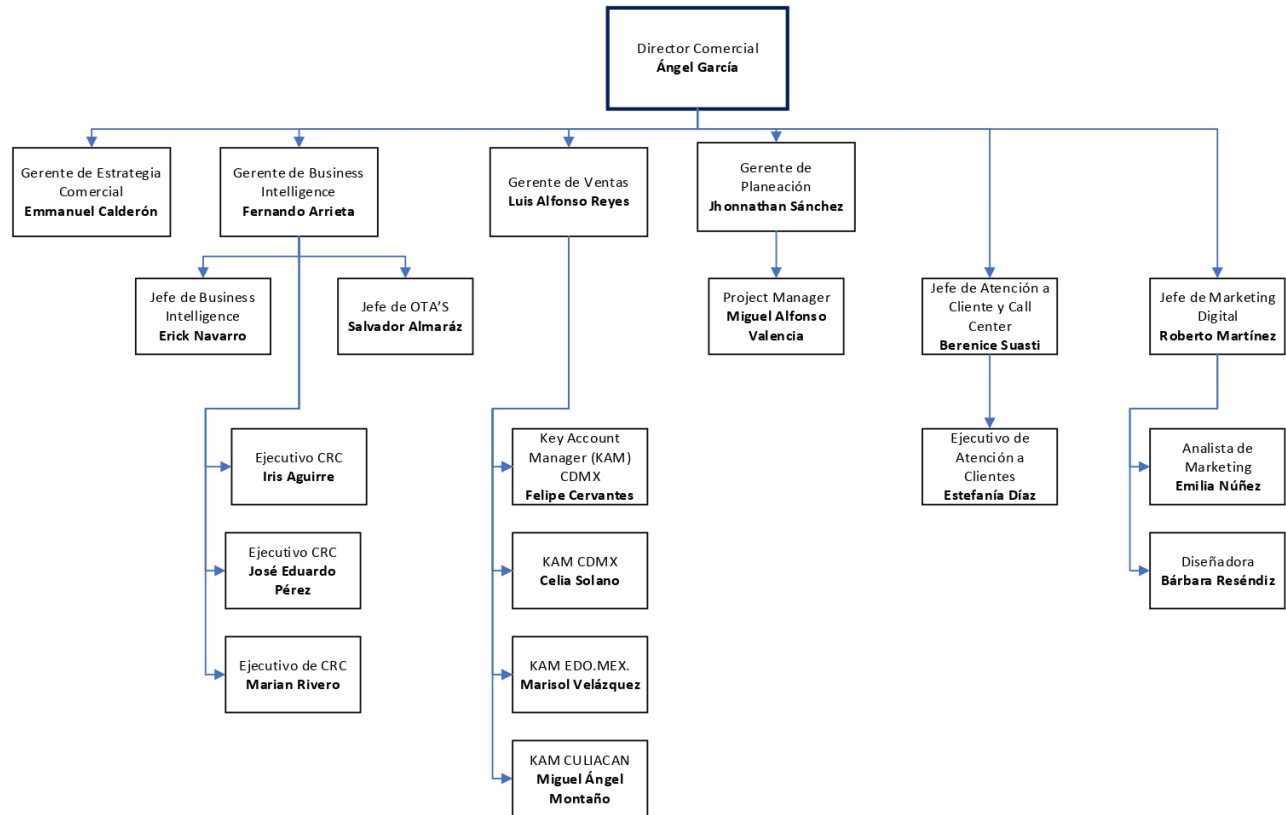 Director Comercial
Ángel García
Gerente de Estrategia
Comercial
Emmanuel Calderón
Gerente de Business
Intelligence
Fernando Arrieta
Gerente de Ventas
Luis Alfonso Reyes
Gerente de
Planeación
Jhonnathan Sánchez
Jefe de Business
Intelligence
Erick Navarro
Jefe de OTA’S
Salvador Almaráz
Project Manager
Miguel Alfonso
Valencia
Jefe de Atención a
Cliente y Call
Center
Berenice Suasti
Jefe de Marketing
Digital
Roberto Martínez
Ejecutivo CRC
Iris Aguirre
Key Account
Manager (KAM)
CDMX
Felipe Cervantes
Ejecutivo de
Atención a
Clientes
Estefanía Díaz
Analista de
Marketing
Emilia Núñez
Ejecutivo CRC
José Eduardo
Pérez
KAM CDMX
Celia Solano
Diseñadora
Bárbara Reséndiz
Ejecutivo de CRC
Marian Rivero
KAM EDO.MEX.
Marisol Velázquez
KAM CULIACAN
Miguel Ángel
Montaño